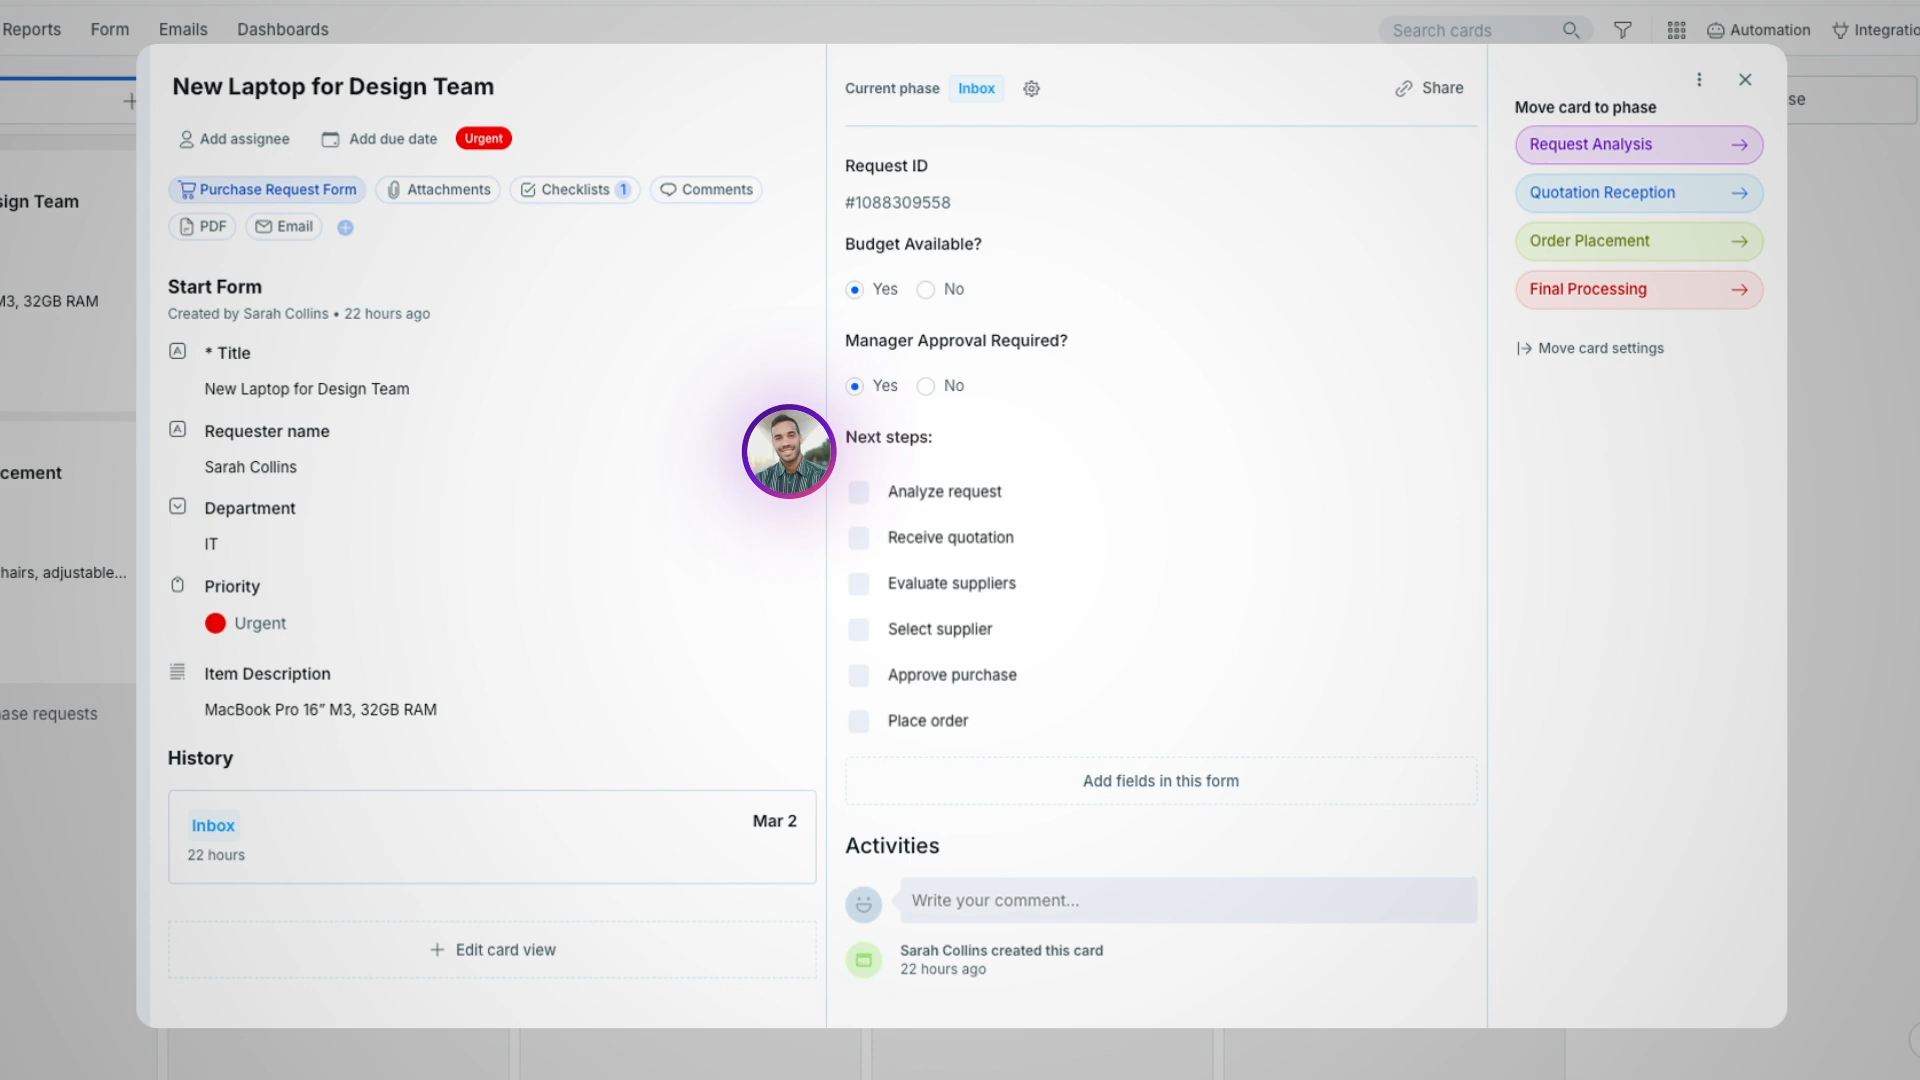 Reports Form Emails Dashboards
Search cards
Automation
Integratio
se
sign Team
M3, 32GB RAM
cement
hairs, adjustable...
ase requests
New Laptop for Design Team
Add assignee
Add due date
Urgent
Purchase Request Form
Attachments
Checklists 1
Comments
PDF
Email
Start Form
Created by Sarah Collins • 22 hours ago
* Title
New Laptop for Design Team
Requester name
Sarah Collins
Department
IT
Priority
Urgent
Item Description
MacBook Pro 16” M3, 32GB RAM
History
Inbox
Mar 2
22 hours
Edit card view
Current phase Inbox
Share
Request ID
#1088309558
Budget Available?
Yes No
Manager Approval Required?
Yes No
Next steps:
Analyze request
Receive quotation
Evaluate suppliers
Select supplier
Approve purchase
Place order
Add fields in this form
Activities
Write your comment...
Sarah Collins created this card
22 hours ago
Move card to phase
Request Analysis
Quotation Reception
Order Placement
Final Processing
Move card settings